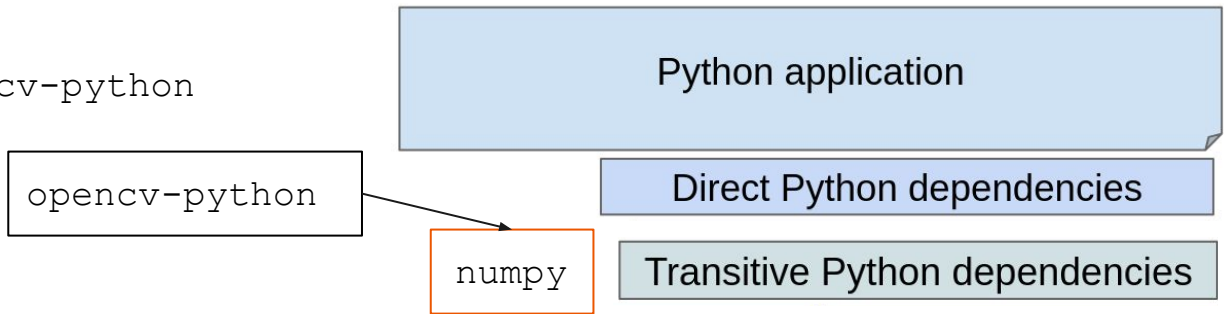 Python application
cv-python
opencv-python
Direct Python dependencies
numpy
Transitive Python dependencies